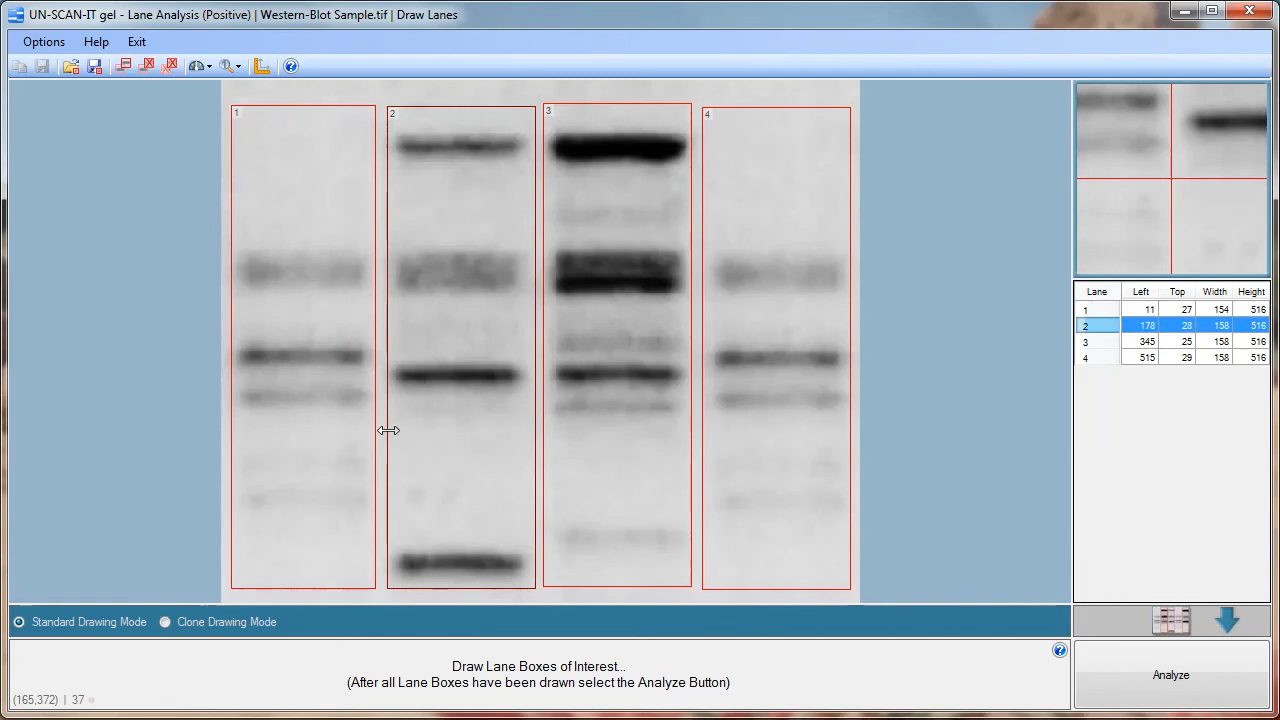 UN-SCAN-IT gel - Lane Analysis (Positive) | Western-Blot Sample.tif | Draw Lanes
Options Help Exit
1 2 3 4
Lane Left Top Width Height
1 11 27 154 516
2 178 28 158 516
3 345 25 158 516
4 515 29 158 516
Standard Drawing Mode Clone Drawing Mode
Draw Lane Boxes of Interest...
(After all Lane Boxes have been drawn select the Analyze Button)
Analyze
(165,372) | 37